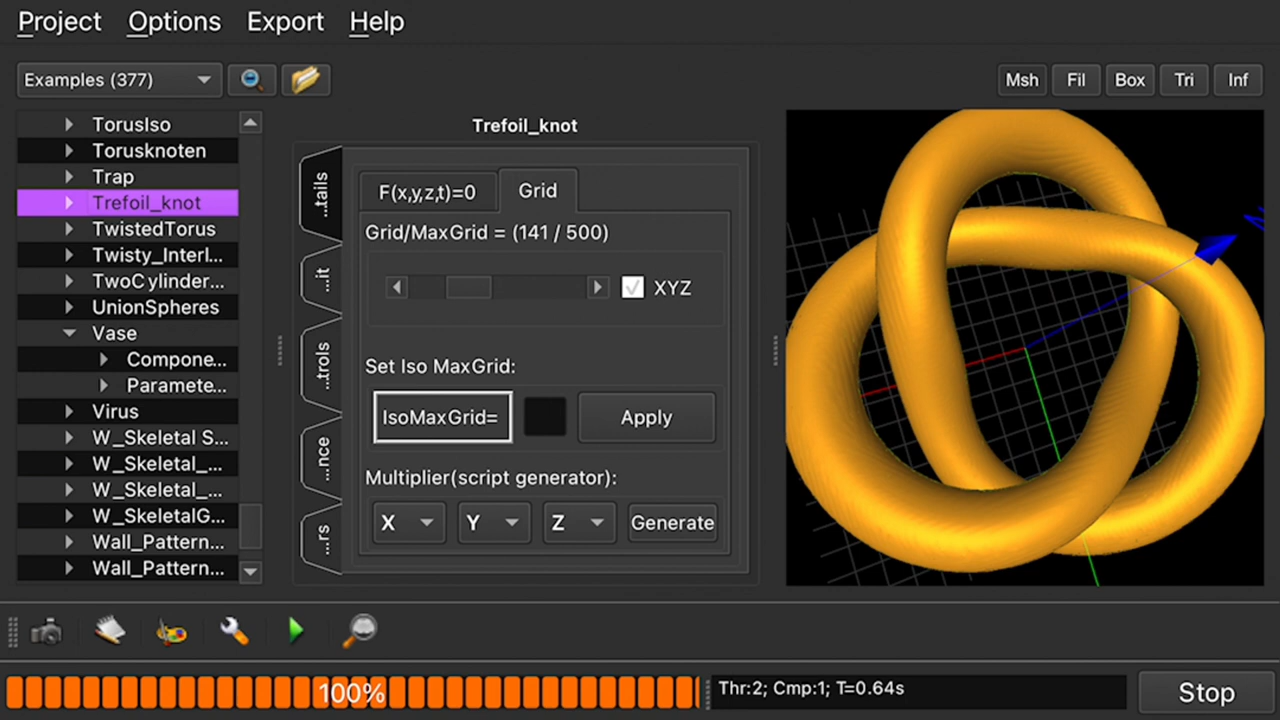 Project Options Export Help
Examples (377)
Msh Fil Box Tri Inf
TorusIso
Torusknoten
Trap
Trefoil_knot
TwistedTorus
Twisty_Interl...
TwoCylinder...
UnionSpheres
Vase
Compone...
Paramete...
Virus
W_Skeletal S...
W_Skeletal_...
W_Skeletal_...
W_SkeletalG...
Wall_Pattern...
Wall_Pattern...
Trefoil_knot
...tails
...it
...trols
...nce
...rs
F(x,y,z,t)=0 Grid
Grid/MaxGrid = (141 / 500)
XYZ
Set Iso MaxGrid:
IsoMaxGrid= Apply
Multiplier(script generator):
X Y Z Generate
100%
Thr:2; Cmp:1; T=0.64s
Stop